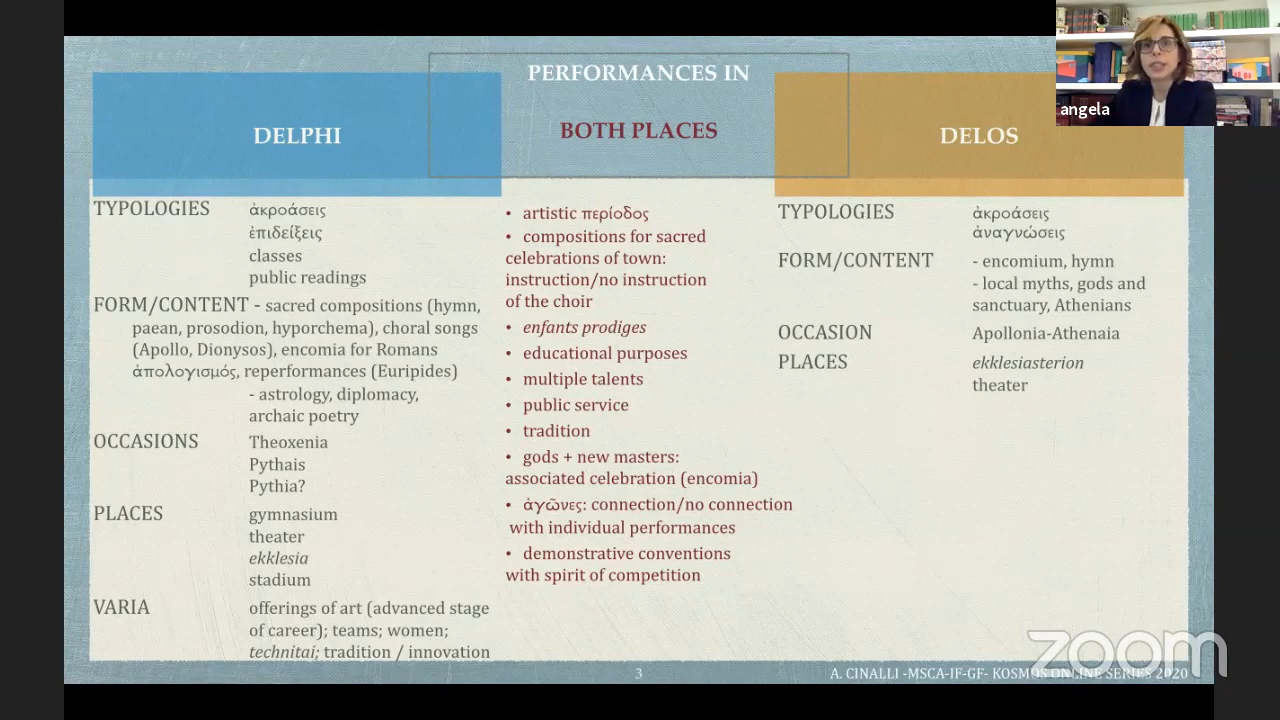 PERFORMANCES IN
BOTH PLACES
DELPHI
DELOS
angela
TYPOLOGIES ἀκροάσεις
ἐπιδείξεις
classes
public readings
FORM/CONTENT - sacred compositions (hymn,
paean, prosodion, hyporchema), choral songs
(Apollo, Dionysos), encomia for Romans
ἀπολογισμός, reperformances (Euripides)
- astrology, diplomacy,
archaic poetry
OCCASIONS Theoxenia
Pythais
Pythia?
PLACES gymnasium
theater
ekklesia
stadium
VARIA offerings of art (advanced stage
of career); teams; women;
technitai; tradition / innovation
• artistic περίοδος
• compositions for sacred
celebrations of town:
instruction/no instruction
of the choir
• enfants prodiges
• educational purposes
• multiple talents
• public service
• tradition
• gods + new masters:
associated celebration (encomia)
• ἀγῶνες: connection/no connection
with individual performances
• demonstrative conventions
with spirit of competition
TYPOLOGIES ἀκροάσεις
ἀναγνώσεις
FORM/CONTENT - encomium, hymn
- local myths, gods and
sanctuary, Athenians
OCCASION Apollonia-Athenaia
PLACES ekklesiasterion
theater
zoom
3
A. CINALLI -MSCA-IF-GF- KOSMOS ONLINE SERIES 2020